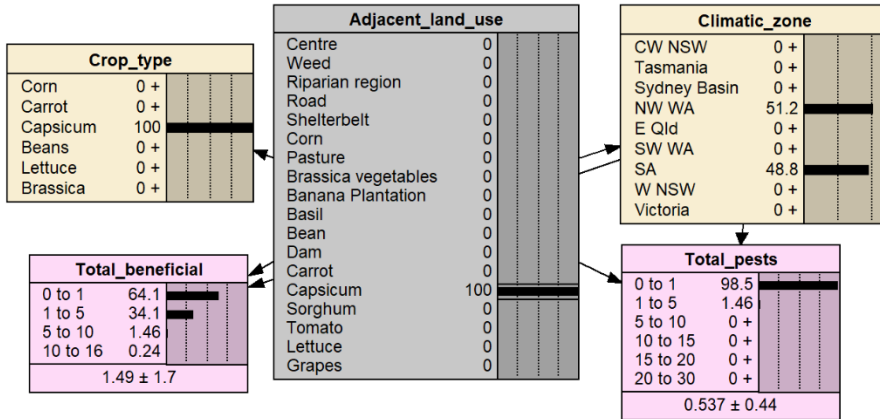 Crop_type
Corn 0 +
Carrot 0 +
Capsicum 100
Beans 0 +
Lettuce 0 +
Brassica 0 +
Adjacent_land_use
Centre 0
Weed 0
Riparian region 0
Road 0
Shelterbelt 0
Corn 0
Pasture 0
Brassica vegetables 0
Banana Plantation 0
Basil 0
Bean 0
Dam 0
Carrot 0
Capsicum 100
Sorghum 0
Tomato 0
Lettuce 0
Grapes 0
Climatic_zone
CW NSW 0 +
Tasmania 0 +
Sydney Basin 0 +
NW WA 51.2
E Qld 0 +
SW WA 0 +
SA 48.8
W NSW 0 +
Victoria 0 +
Total_beneficial
0 to 1 64.1
1 to 5 34.1
5 to 10 1.46
10 to 16 0.24
1.49 ± 1.7
Total_pests
0 to 1 98.5
1 to 5 1.46
5 to 10 0 +
10 to 15 0 +
15 to 20 0 +
20 to 30 0 +
0.537 ± 0.44